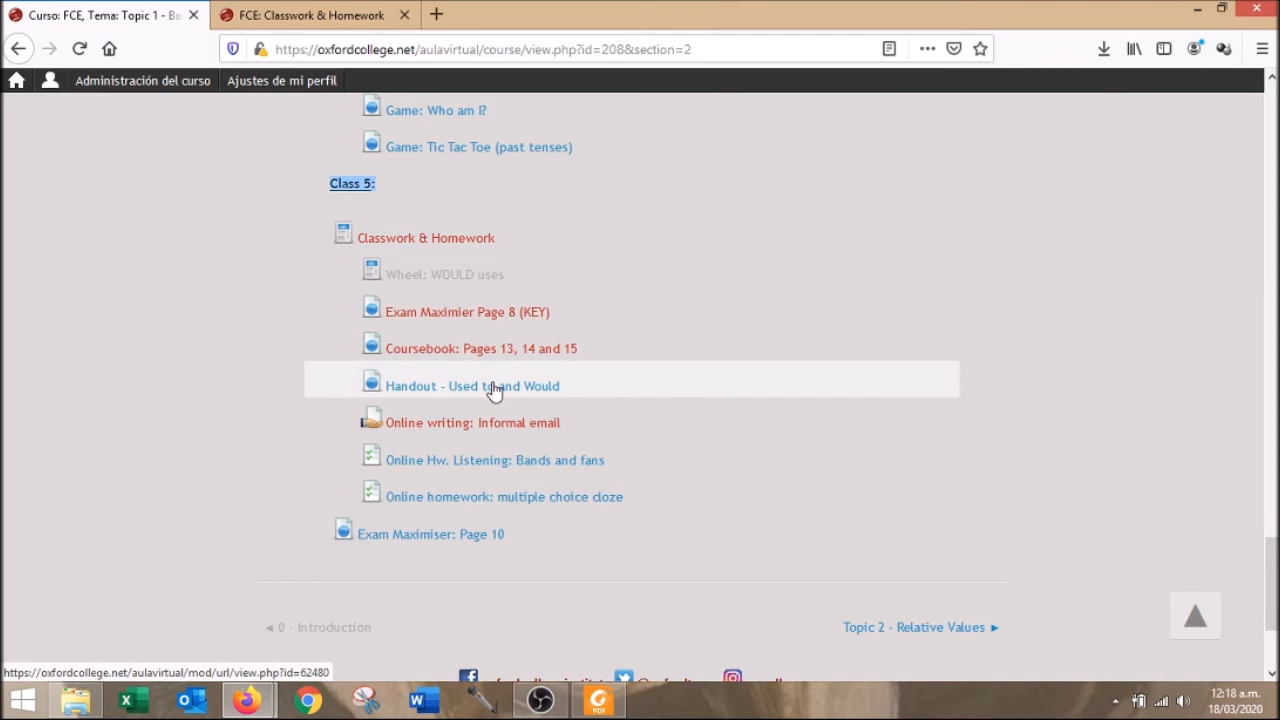 Curso: FCE, Tema: Topic 1 - Ba
FCE: Classwork & Homework
https://oxfordcollege.net/aulavirtual/course/view.php?id=208&section=2
Administración del curso
Ajustes de mi perfil
Game: Who am I?
Game: Tic Tac Toe (past tenses)
Class 5:
Classwork & Homework
Wheel: WOULD uses
Exam Maximier Page 8 (KEY)
Coursebook: Pages 13, 14 and 15
Handout - Used to and Would
Online writing: Informal email
Online Hw. Listening: Bands and fans
Online homework: multiple choice cloze
Exam Maximiser: Page 10
◄ 0 - Introduction
Topic 2 - Relative Values ►
https://oxfordcollege.net/aulavirtual/mod/url/view.php?id=62480
12:18 a.m.
18/03/2020